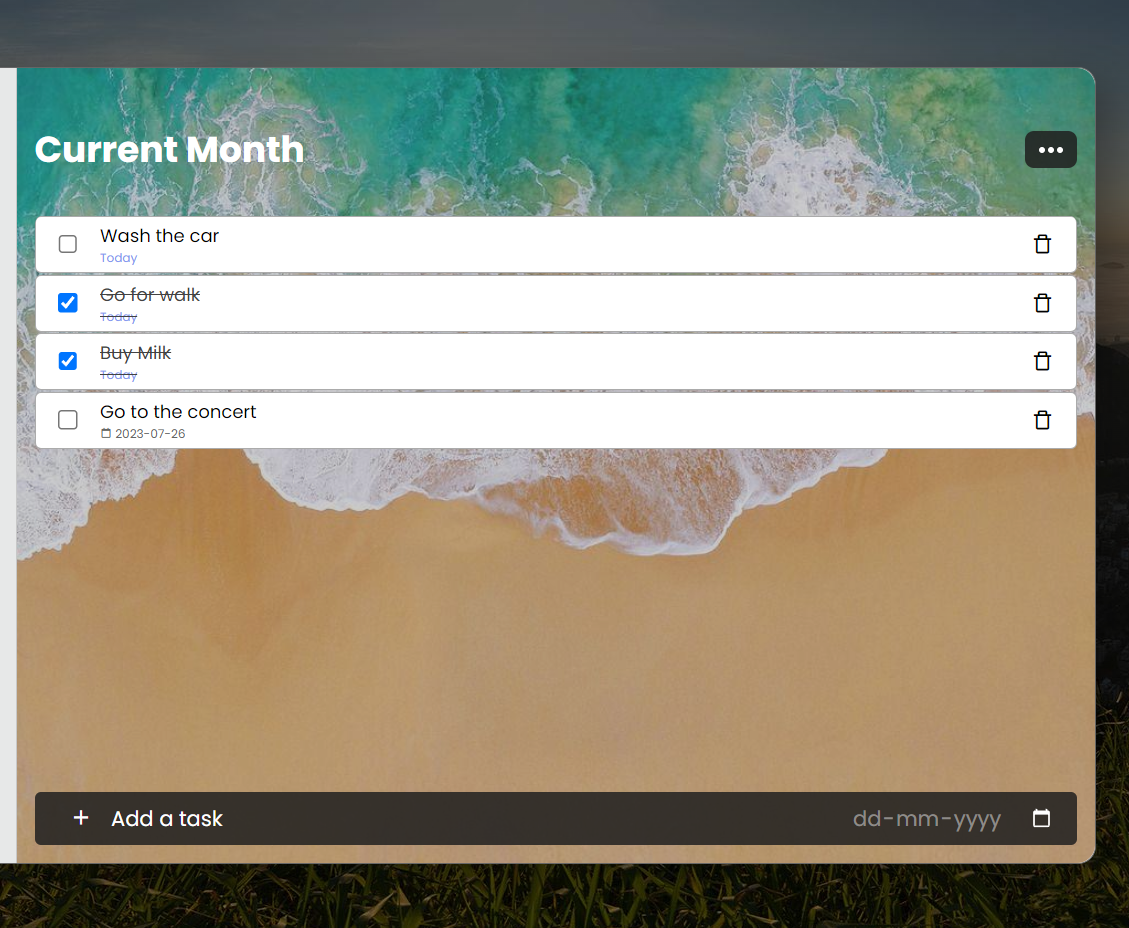 Current Month
Wash the car
Today
Go for walk
Today
Buy Milk
Today
Go to the concert
2023-07-26
Add a task dd-mm-yyyy